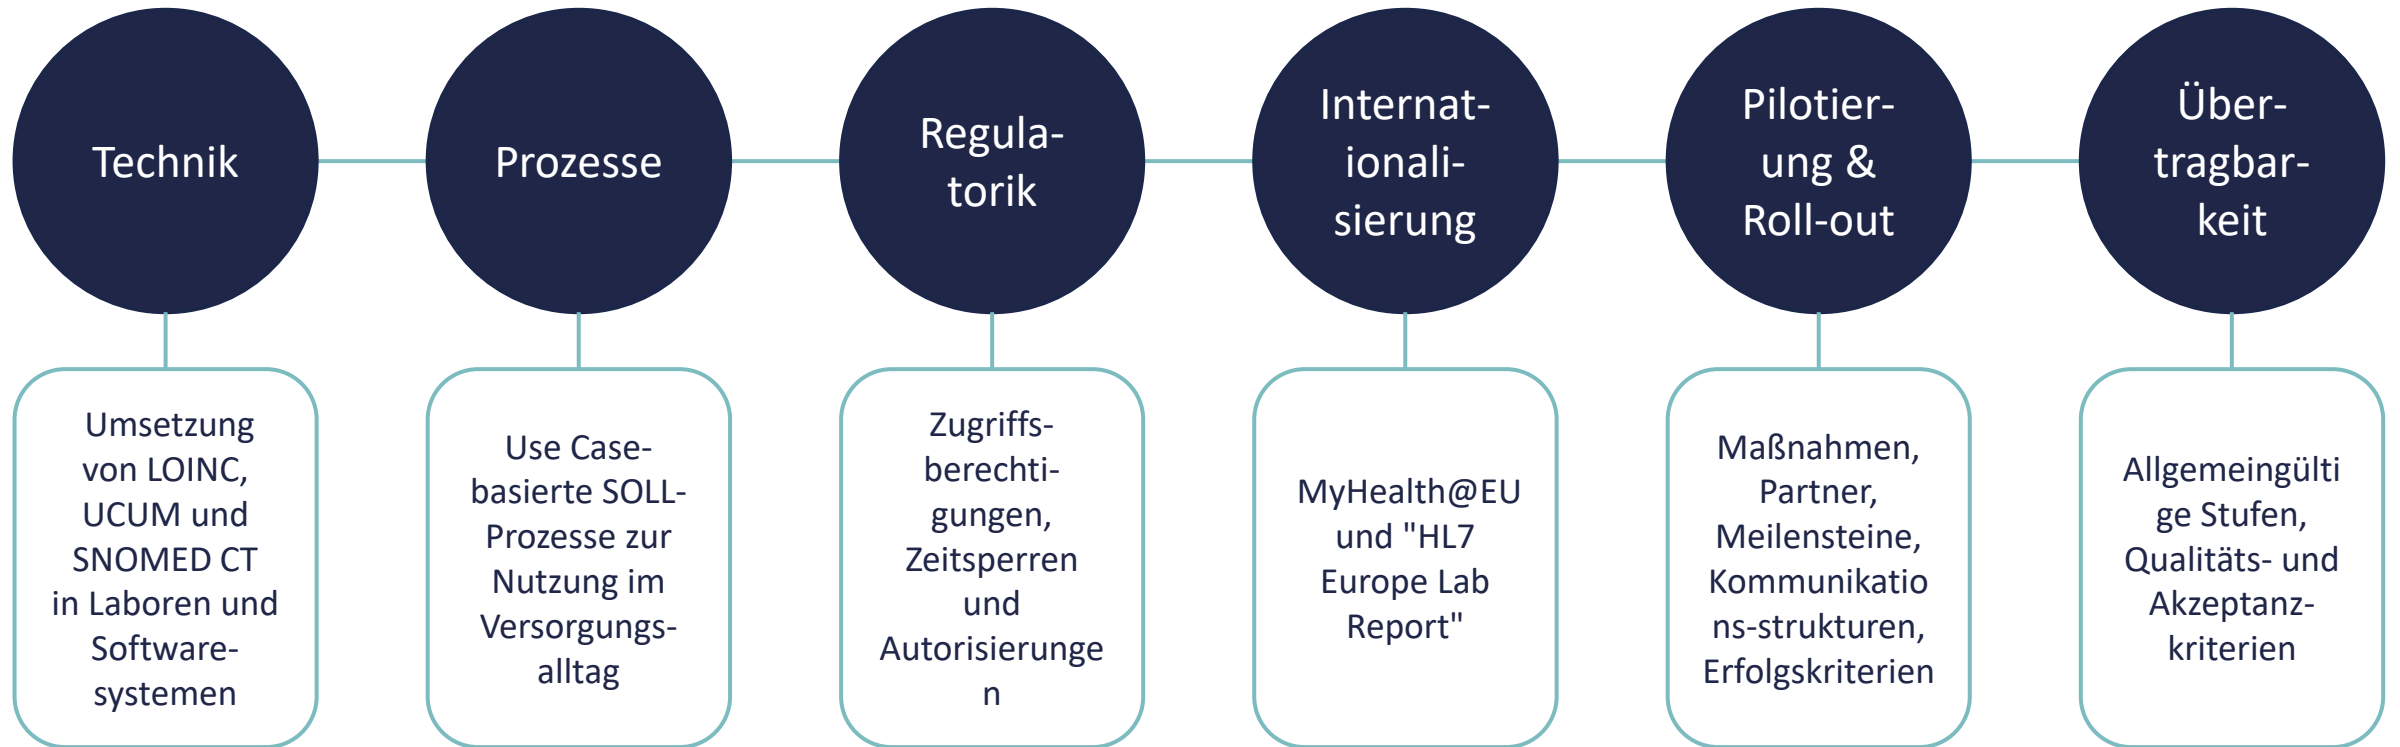 Technik
Prozesse
Regula-
torik
Internat-
ionali-
sierung
Pilotier-
ung &
Roll-out
Über-
tragbar-
keit
Umsetzung
von LOINC,
UCUM und
SNOMED CT
in Laboren und
Software-
systemen
Use Case-
basierte SOLL-
Prozesse zur
Nutzung im
Versorgungs-
alltag
Zugriffs-
berechti-
gungen,
Zeitsperren
und
Autorisierunge
n
MyHealth@EU
und "HL7
Europe Lab
Report"
Maßnahmen,
Partner,
Meilensteine,
Kommunikatio
ns-strukturen,
Erfolgskriterien
Allgemeingülti
ge Stufen,
Qualitäts- und
Akzeptanz-
kriterien